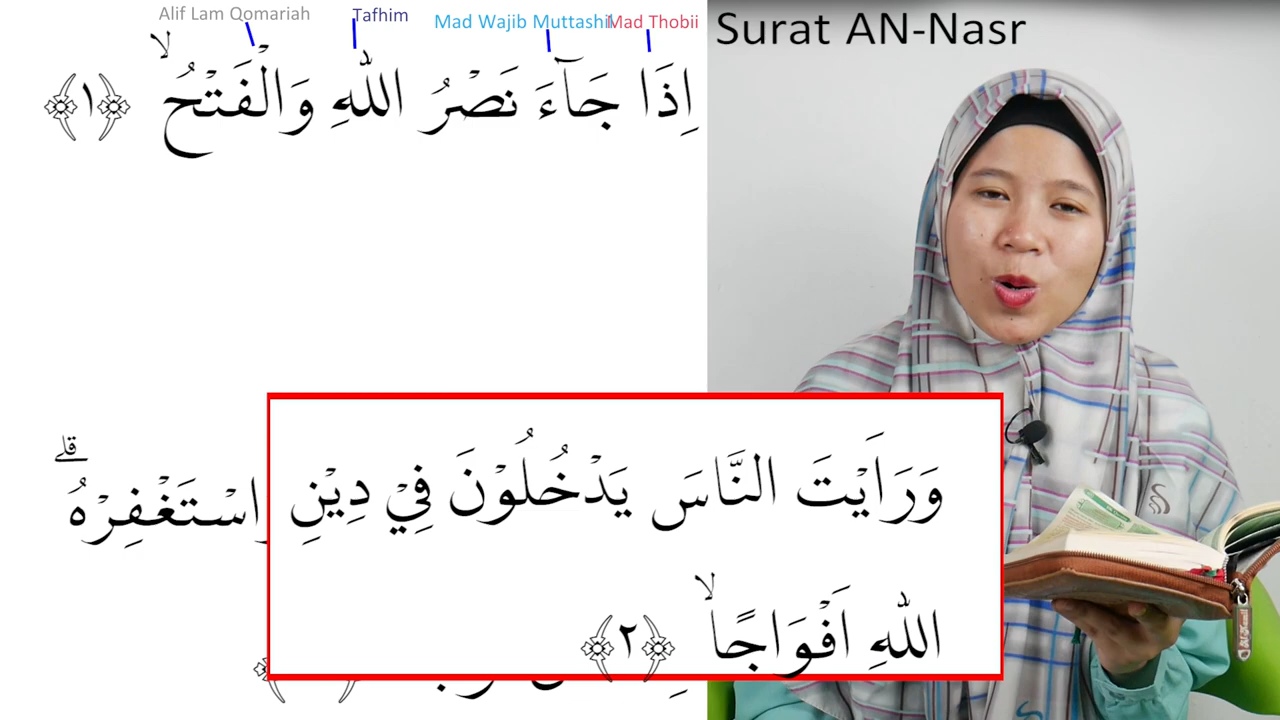 Alif Lam Qomariah
Tafhim
Mad Wajib Muttashil
Mad Thobii
Surat AN-Nasr
اِذَا جَاۤءَ نَصْرُ اللّٰهِ وَالْفَتْحُۙ ﴿١﴾
وَرَاَيْتَ النَّاسَ يَدْخُلُوْنَ فِيْ دِيْنِ
اللّٰهِ اَفْوَاجًاۙ ﴿٢﴾
اسْتَغْفِرْهُۗ